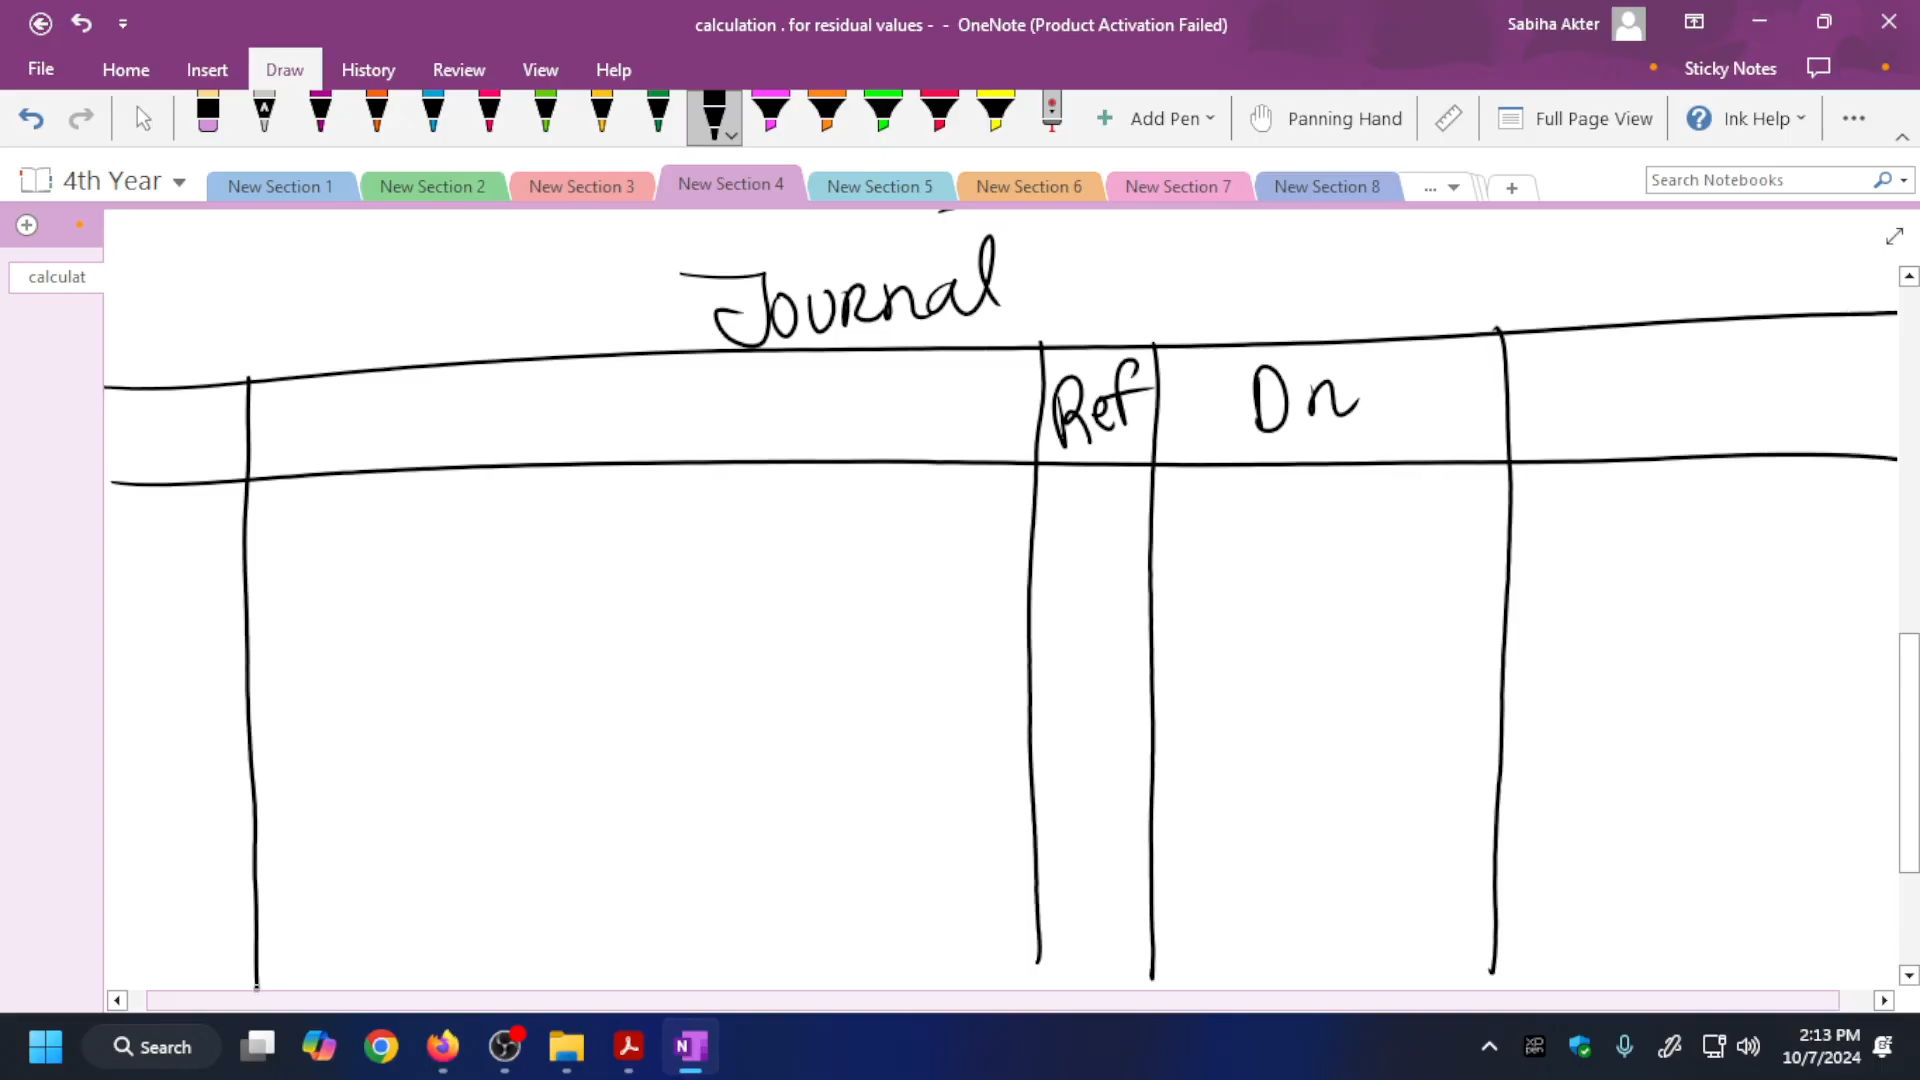 calculation . for residual values - - OneNote (Product Activation Failed)
Sabiha Akter
File Home Insert Draw History Review View Help
Sticky Notes
A
Add Pen
Panning Hand
Full Page View
Ink Help
4th Year
New Section 1 New Section 2 New Section 3 New Section 4 New Section 5 New Section 6 New Section 7 New Section 8 ...
Search Notebooks
calculat
Journal
Ref Dr
Search
2:13 PM
10/7/2024